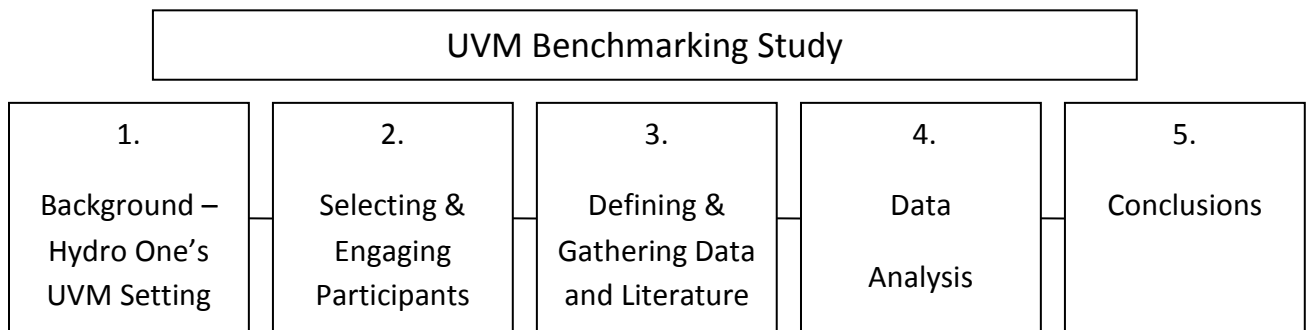 UVM Benchmarking Study
1.
Background –
Hydro One’s
UVM Setting
2.
Selecting &
Engaging
Participants
3.
Defining &
Gathering Data
and Literature
4.
Data
Analysis
5.
Conclusions